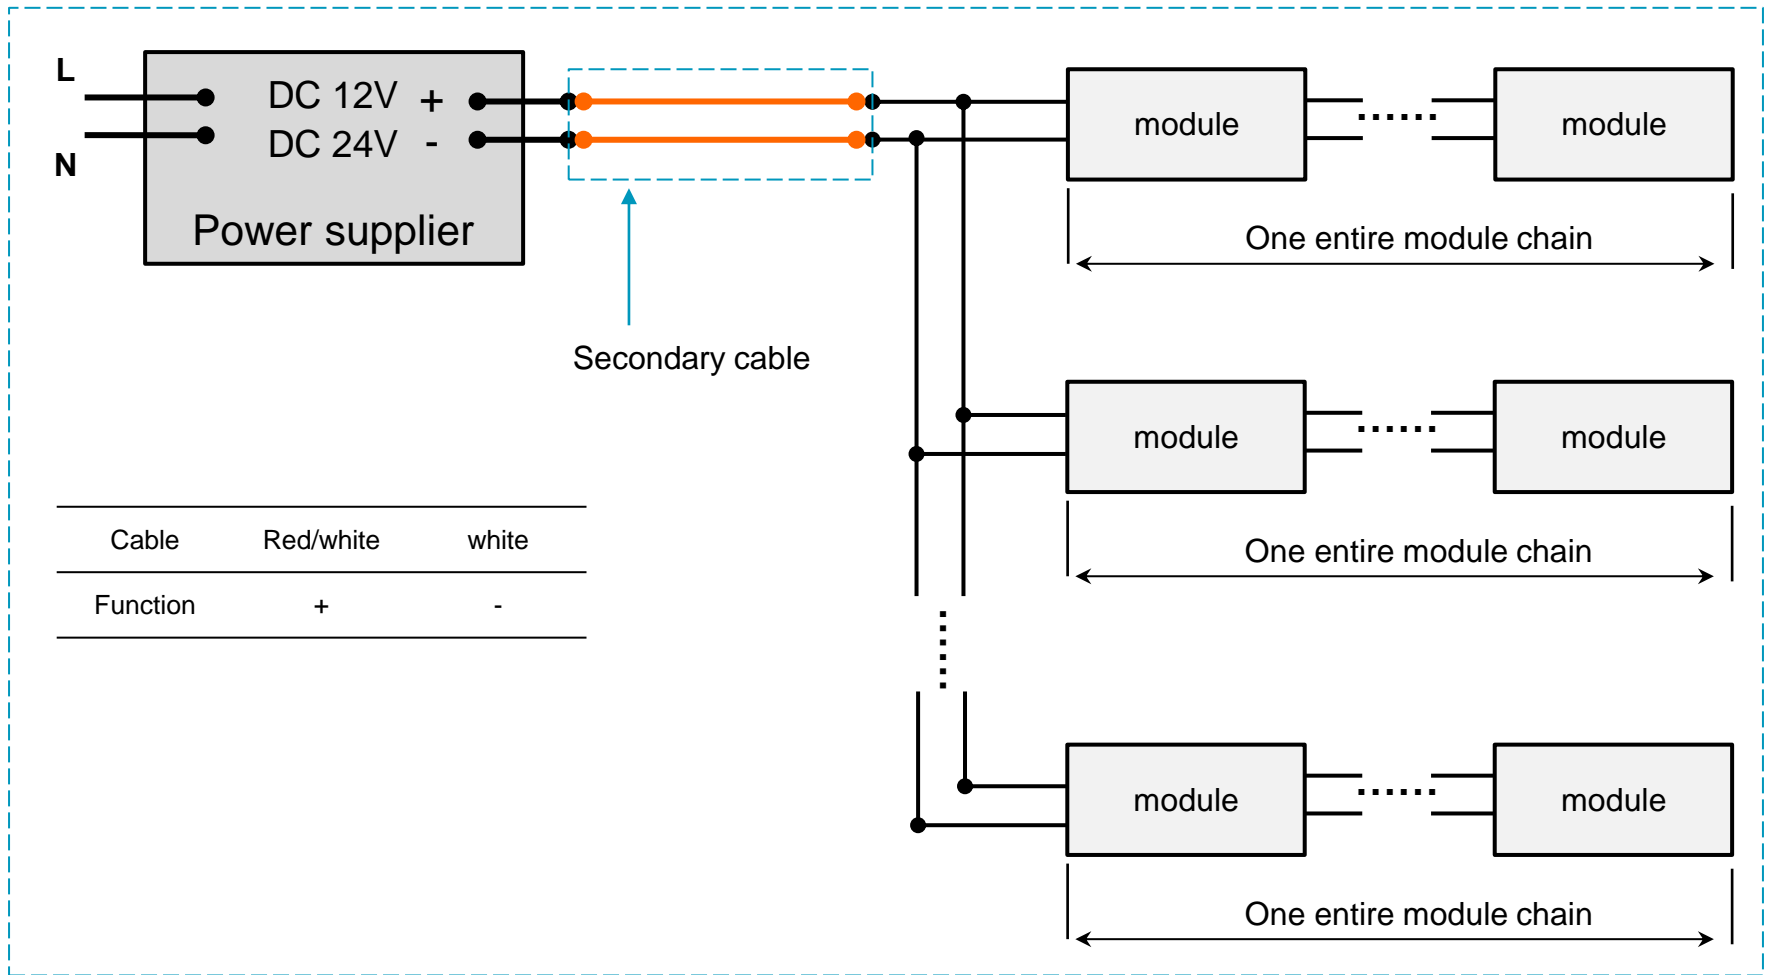 L
N
DC 12V +
DC 24V -
Power supplier
Secondary cable
module ...... module
One entire module chain
module ...... module
One entire module chain
Cable Red/white white
Function + -
module ...... module
One entire module chain